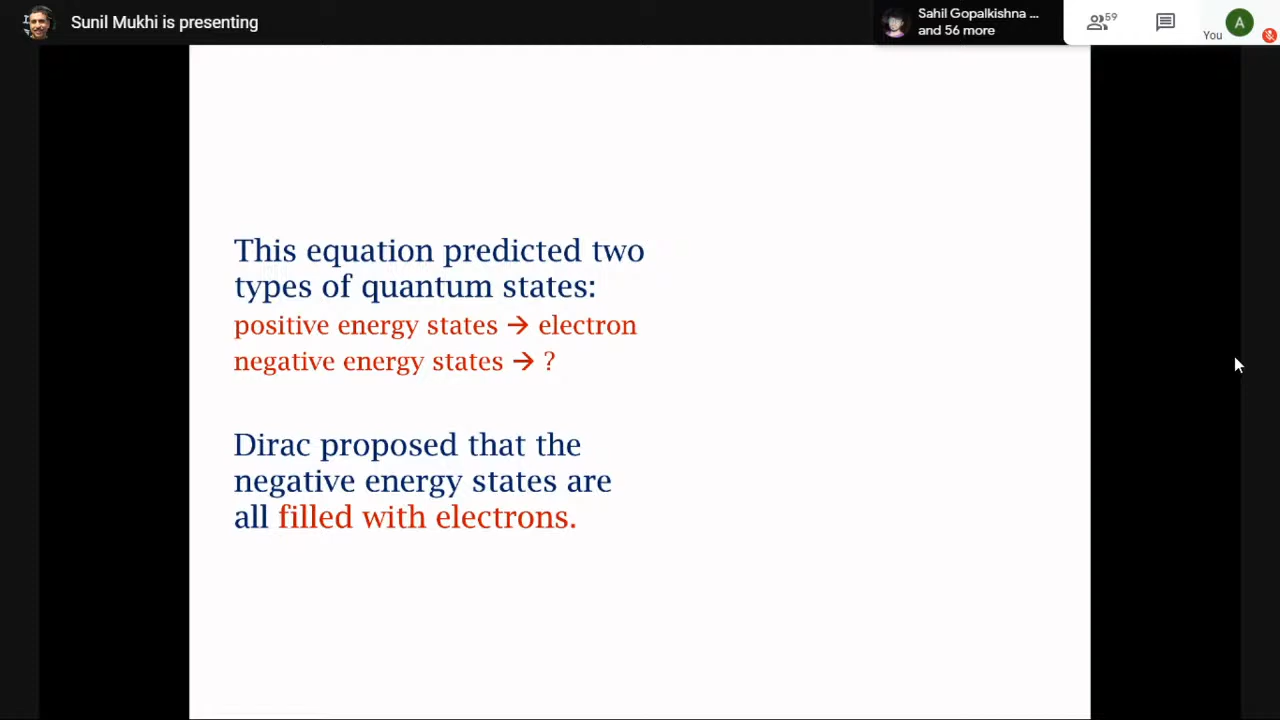 Sunil Mukhi is presenting
Sahil Gopalkishna ...
and 56 more
59
You
A
This equation predicted two
types of quantum states:
positive energy states → electron
negative energy states → ?
Dirac proposed that the
negative energy states are
all filled with electrons.